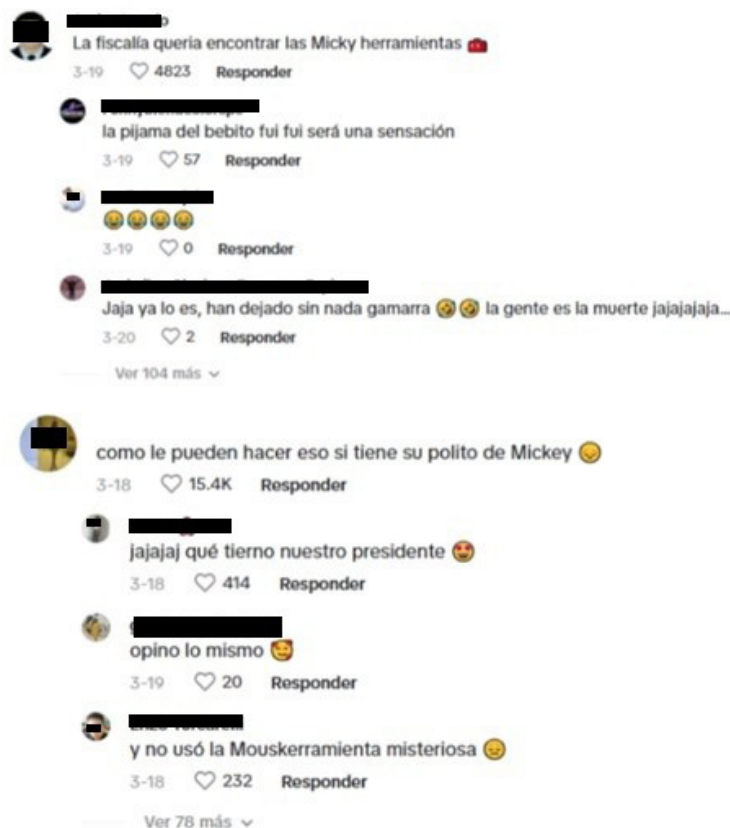 La fiscalía queria encontrar las Micky herramientas 🧰
3-19 4823 Responder
la pijama del bebito fui fui será una sensación
3-19 57 Responder
😂😂😂😂
3-19 0 Responder
Jaja ya lo es, han dejado sin nada gamarra 🤣🤣 la gente es la muerte jajajajaja...
3-20 2 Responder
Ver 104 más
como le pueden hacer eso si tiene su polito de Mickey 😞
3-18 15.4K Responder
jajajaj qué tierno nuestro presidente 😍
3-18 414 Responder
opino lo mismo 🥰
3-19 20 Responder
y no usó la Mouskerramienta misteriosa 😞
3-18 232 Responder
Ver 78 más